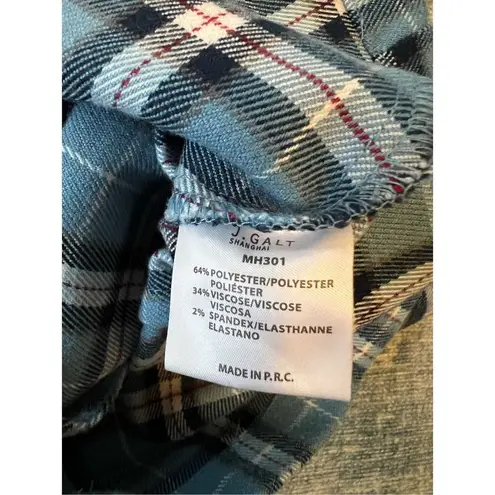 J.GALT
SHANGHAI
MH301
64% POLYESTER/POLYESTER
POLIÉSTER
34% VISCOSE/VISCOSE
VISCOSA
2% SPANDEX/ELASTHANNE
ELASTANO
MADE IN P.R.C.